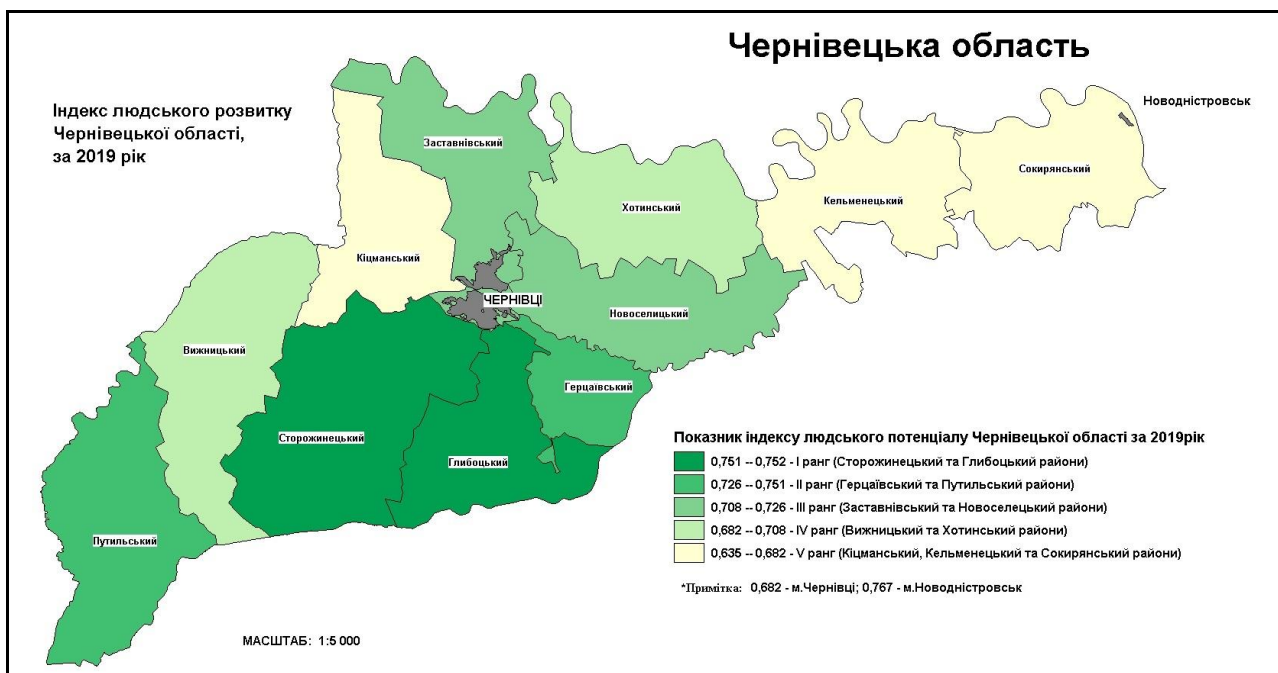 Чернівецька область
Індекс людського розвитку
Чернівецької області,
за 2019 рік
Новодністровськ
Заставнівський
Сокирянський
Кельменецький
Хотинський
Кіцманський
ЧЕРНІВЦІ
Новоселицький
Вижницький
Герцаївський
Сторожинецький
Глибоцький
Путильський
Показник індексу людського потенціалу Чернівецької області за 2019рік
0,751 -- 0,752 - І ранг (Сторожинецький та Глибоцький райони)
0,726 -- 0,751 - ІІ ранг (Герцаївський та Путильський райони)
0,708 -- 0,726 - ІІІ ранг (Заставнівський та Новоселецький райони)
0,682 -- 0,708 - IV ранг (Вижницький та Хотинський райони)
0,635 -- 0,682 - V ранг (Кіцманський, Кельменецький та Сокирянський райони)
*Примітка: 0,682 - м.Чернівці; 0,767 - м.Новодністровськ
МАСШТАБ: 1:5 000